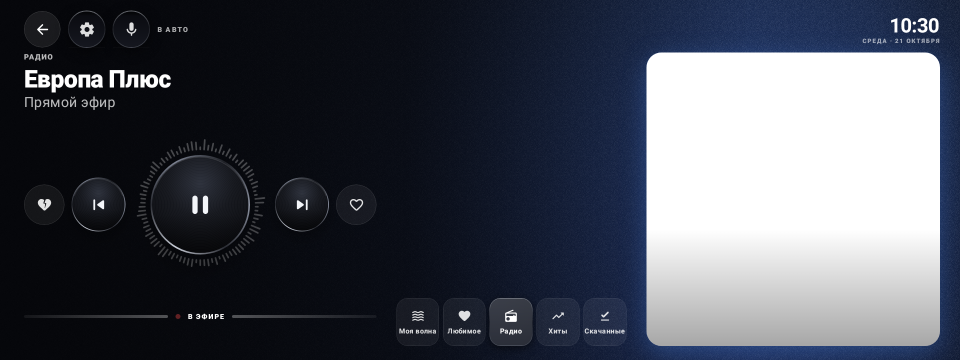 В АВТО
10:30
СРЕДА · 21 ОКТЯБРЯ
РАДИО
Европа Плюс
Прямой эфир
В ЭФИРЕ
Моя волна
Любимое
Радио
Хиты
Скачанные